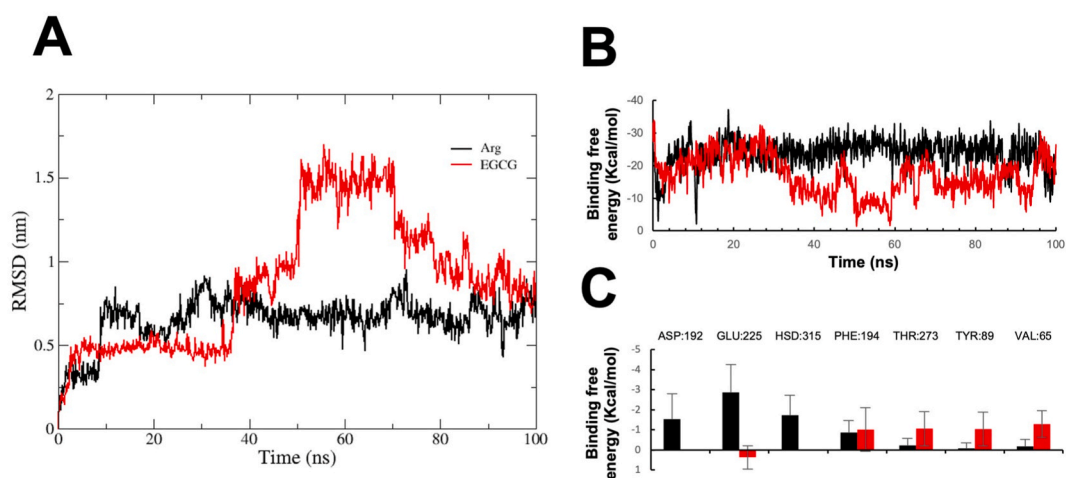 A
2
1.5
1
0.5
0
RMSD (nm)
Arg
EGCG
0 20 40 60 80 100
Time (ns)
B
Binding free
energy (Kcal/mol)
-40
-30
-20
-10
0
0 20 40 60 80 100
Time (ns)
C
ASP:192 GLU:225 HSD:315 PHE:194 THR:273 TYR:89 VAL:65
Binding free
energy (Kcal/mol)
-5
-4
-3
-2
-1
0
1